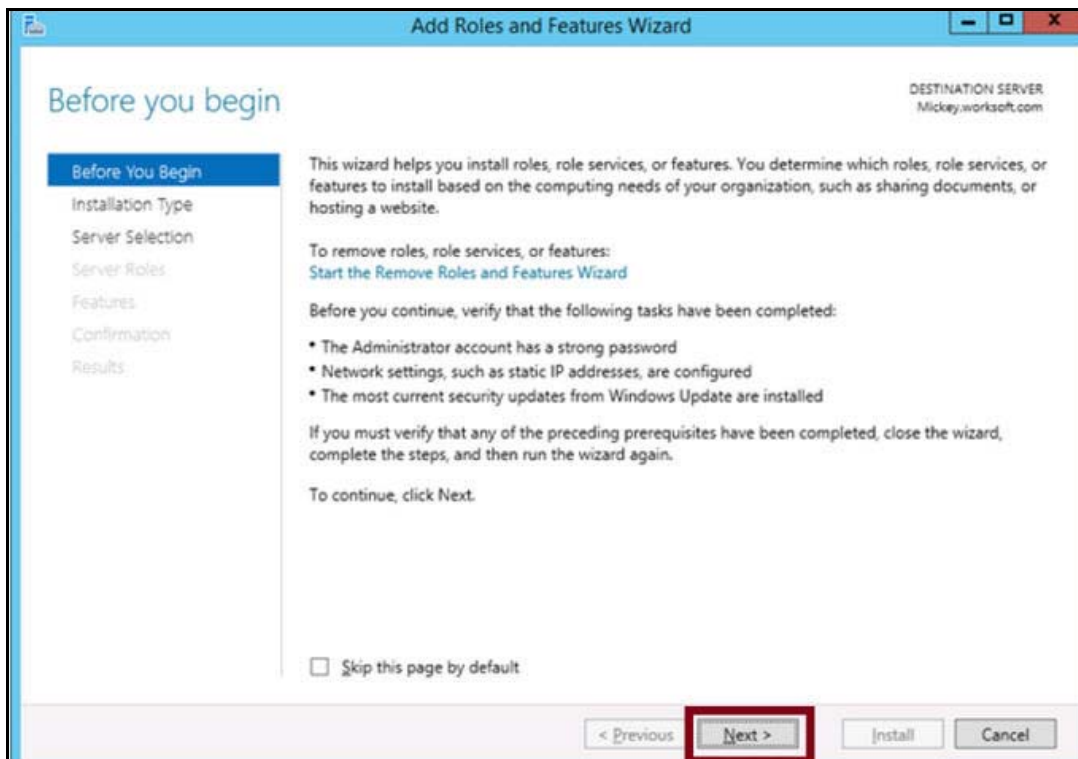 Add Roles and Features Wizard
Before you begin
DESTINATION SERVER
Mickey.worksoft.com
Before You Begin
Installation Type
Server Selection
Server Roles
Features
Confirmation
Results
This wizard helps you install roles, role services, or features. You determine which roles, role services, or
features to install based on the computing needs of your organization, such as sharing documents, or
hosting a website.
To remove roles, role services, or features:
Start the Remove Roles and Features Wizard
Before you continue, verify that the following tasks have been completed:
• The Administrator account has a strong password
• Network settings, such as static IP addresses, are configured
• The most current security updates from Windows Update are installed
If you must verify that any of the preceding prerequisites have been completed, close the wizard,
complete the steps, and then run the wizard again.
To continue, click Next.
Skip this page by default
< Previous
Next >
Install
Cancel